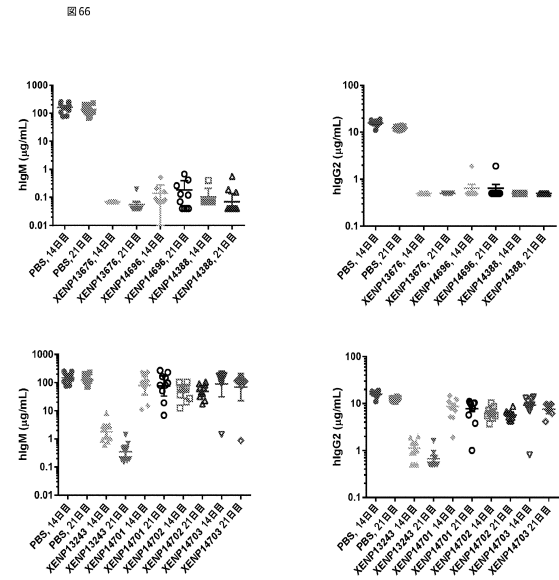 図66
1000
100
10
1
0.1
0.01
hIgM (μg/mL)
PBS, 14日目
PBS, 21日目
XENP13676, 14日目
XENP13676, 21日目
XENP14696, 14日目
XENP14696, 21日目
XENP14388, 14日目
XENP14388, 21日目
100
10
1
0.1
hIgG2 (μg/mL)
PBS, 14日目
PBS, 21日目
XENP13676, 14日目
XENP13676, 21日目
XENP14696, 14日目
XENP14696, 21日目
XENP14388, 14日目
XENP14388, 21日目
1000
100
10
1
0.1
0.01
hIgM (μg/mL)
PBS, 14日目
PBS, 21日目
XENP13243 14日目
XENP13243 21日目
XENP14701 14日目
XENP14701 21日目
XENP14702 14日目
XENP14702 21日目
XENP14703 14日目
XENP14703 21日目
100
10
1
0.1
hIgG2 (μg/mL)
PBS, 14日目
PBS, 21日目
XENP13243 14日目
XENP13243 21日目
XENP14701 14日目
XENP14701 21日目
XENP14702 14日目
XENP14702 21日目
XENP14703 14日目
XENP14703 21日目